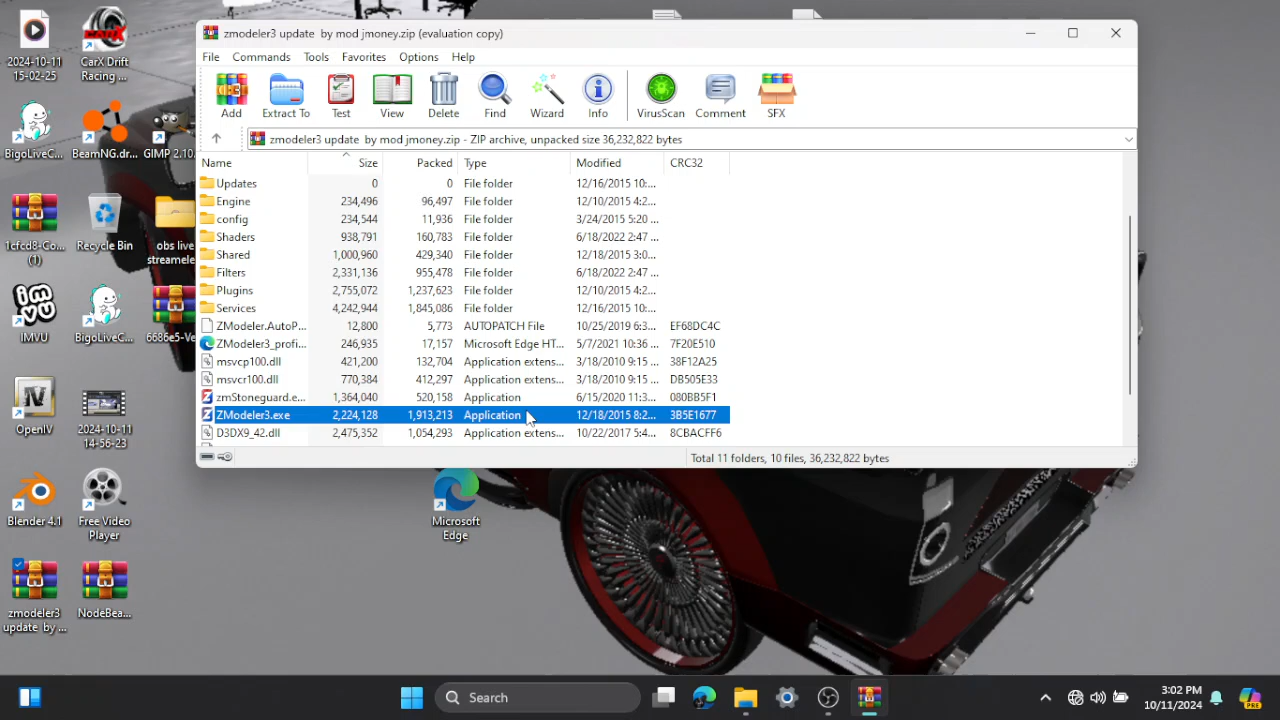 zmodeler3 update by mod jmoney.zip (evaluation copy)
File Commands Tools Favorites Options Help
Add Extract To Test View Delete Find Wizard Info VirusScan Comment SFX
zmodeler3 update by mod jmoney.zip - ZIP archive, unpacked size 36,232,822 bytes
Name Size Packed Type Modified CRC32
Updates 0 0 File folder 12/16/2015 10:...
Engine 234,496 96,497 File folder 12/10/2015 4:2...
config 234,544 11,936 File folder 3/24/2015 5:20 ...
Shaders 938,791 160,783 File folder 6/18/2022 2:47 ...
Shared 1,000,960 429,340 File folder 12/18/2015 3:0...
Filters 2,331,136 955,478 File folder 6/18/2022 2:47 ...
Plugins 2,755,072 1,237,623 File folder 12/10/2015 4:2...
Services 4,242,944 1,845,086 File folder 12/16/2015 10:...
ZModeler.AutoP... 12,800 5,773 AUTOPATCH File 10/25/2019 6:3... EF68DC4C
ZModeler3_profi... 246,935 17,157 Microsoft Edge HT... 5/7/2021 10:36 ... 7F20E510
msvcp100.dll 421,200 132,704 Application extens... 3/18/2010 9:15 ... 38F12A25
msvcr100.dll 770,384 412,297 Application extens... 3/18/2010 9:15 ... DB505E33
zmStoneguard.e... 1,364,040 520,158 Application 6/15/2020 11:3... 080BB5F1
ZModeler3.exe 2,224,128 1,913,213 Application 12/18/2015 8:2... 3B5E1677
D3DX9_42.dll 2,475,352 1,054,293 Application extens... 10/22/2017 5:4... 8CBACFF6
Total 11 folders, 10 files, 36,232,822 bytes
2024-10-11
15-02-25
CarX Drift
Racing ...
BigoLiveC...
BeamNG.dr...
GIMP 2.10.
1cfcd8-Go...
(1)
Recycle Bin
obs live
streamele
IMVU
BigoLiveC...
6686e5-Ve
OpenIV
2024-10-11
14-56-23
Blender 4.1
Free Video
Player
zmodeler3
update by ...
NodeBea...
Microsoft
Edge
Search
3:02 PM
10/11/2024
PRE